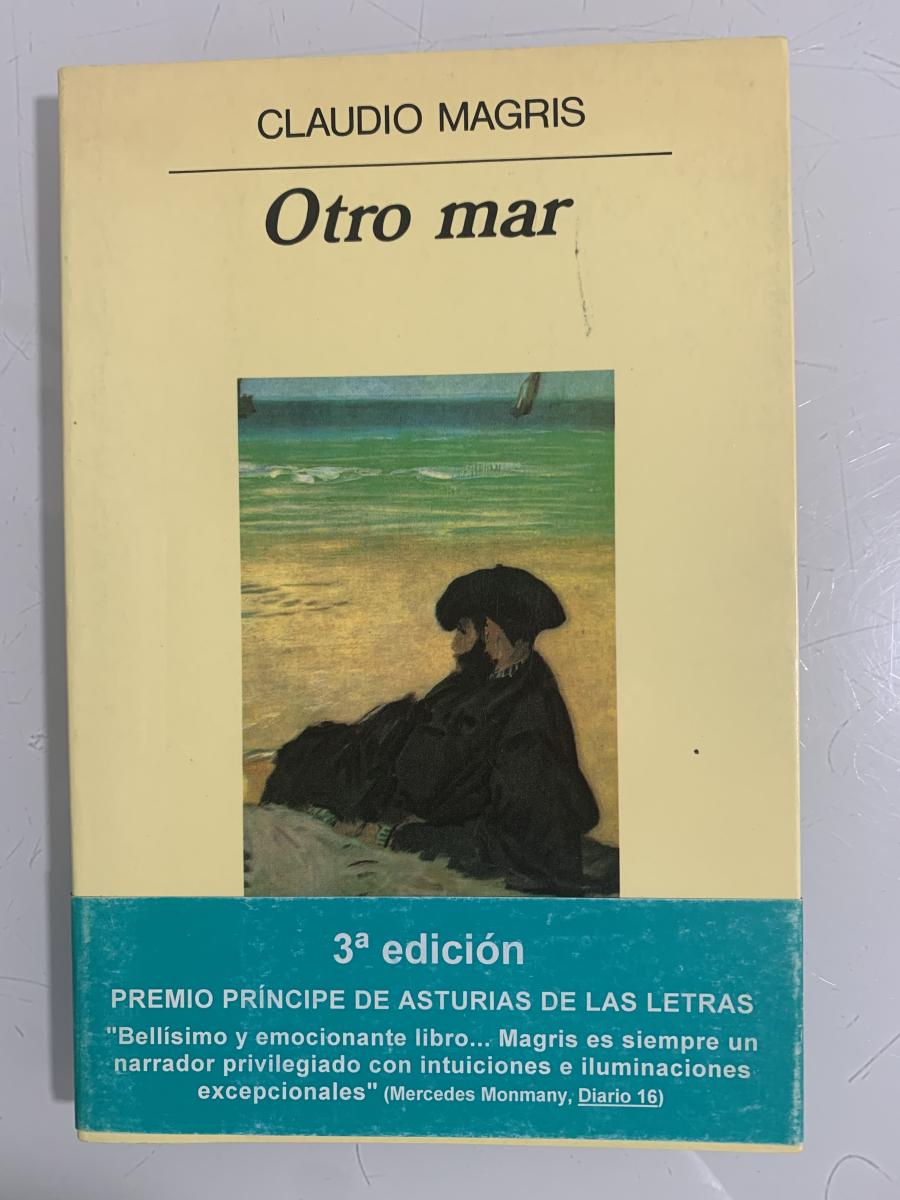 CLAUDIO MAGRIS
Otro mar
3ª edición
PREMIO PRÍNCIPE DE ASTURIAS DE LAS LETRAS
"Bellísimo y emocionante libro... Magris es siempre un
narrador privilegiado con intuiciones e iluminaciones
excepcionales" (Mercedes Monmany, Diario 16)